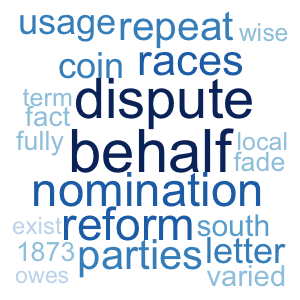 usage repeat wise
coin races
term dispute
fact
fully behalf local
fade
nomination
exist reform south
1873 parties letter
owes varied